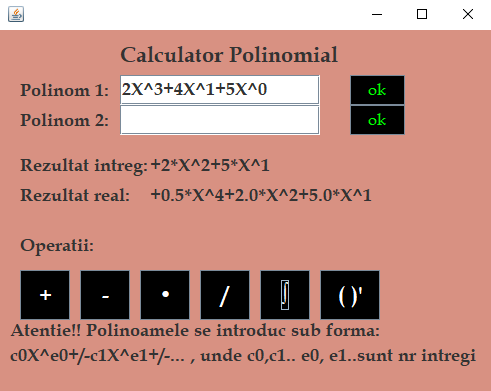 Calculator Polinomial
Polinom 1: 2X^3+4X^1+5X^0 ok
Polinom 2: ok
Rezultat intreg: +2*X^2+5*X^1
Rezultat real: +0.5*X^4+2.0*X^2+5.0*X^1
Operatii:
+ - • / ∫ ( )'
Atentie!! Polinoamele se introduc sub forma:
c0X^e0+/-c1X^e1+/-... , unde c0,c1.. e0, e1..sunt nr intregi